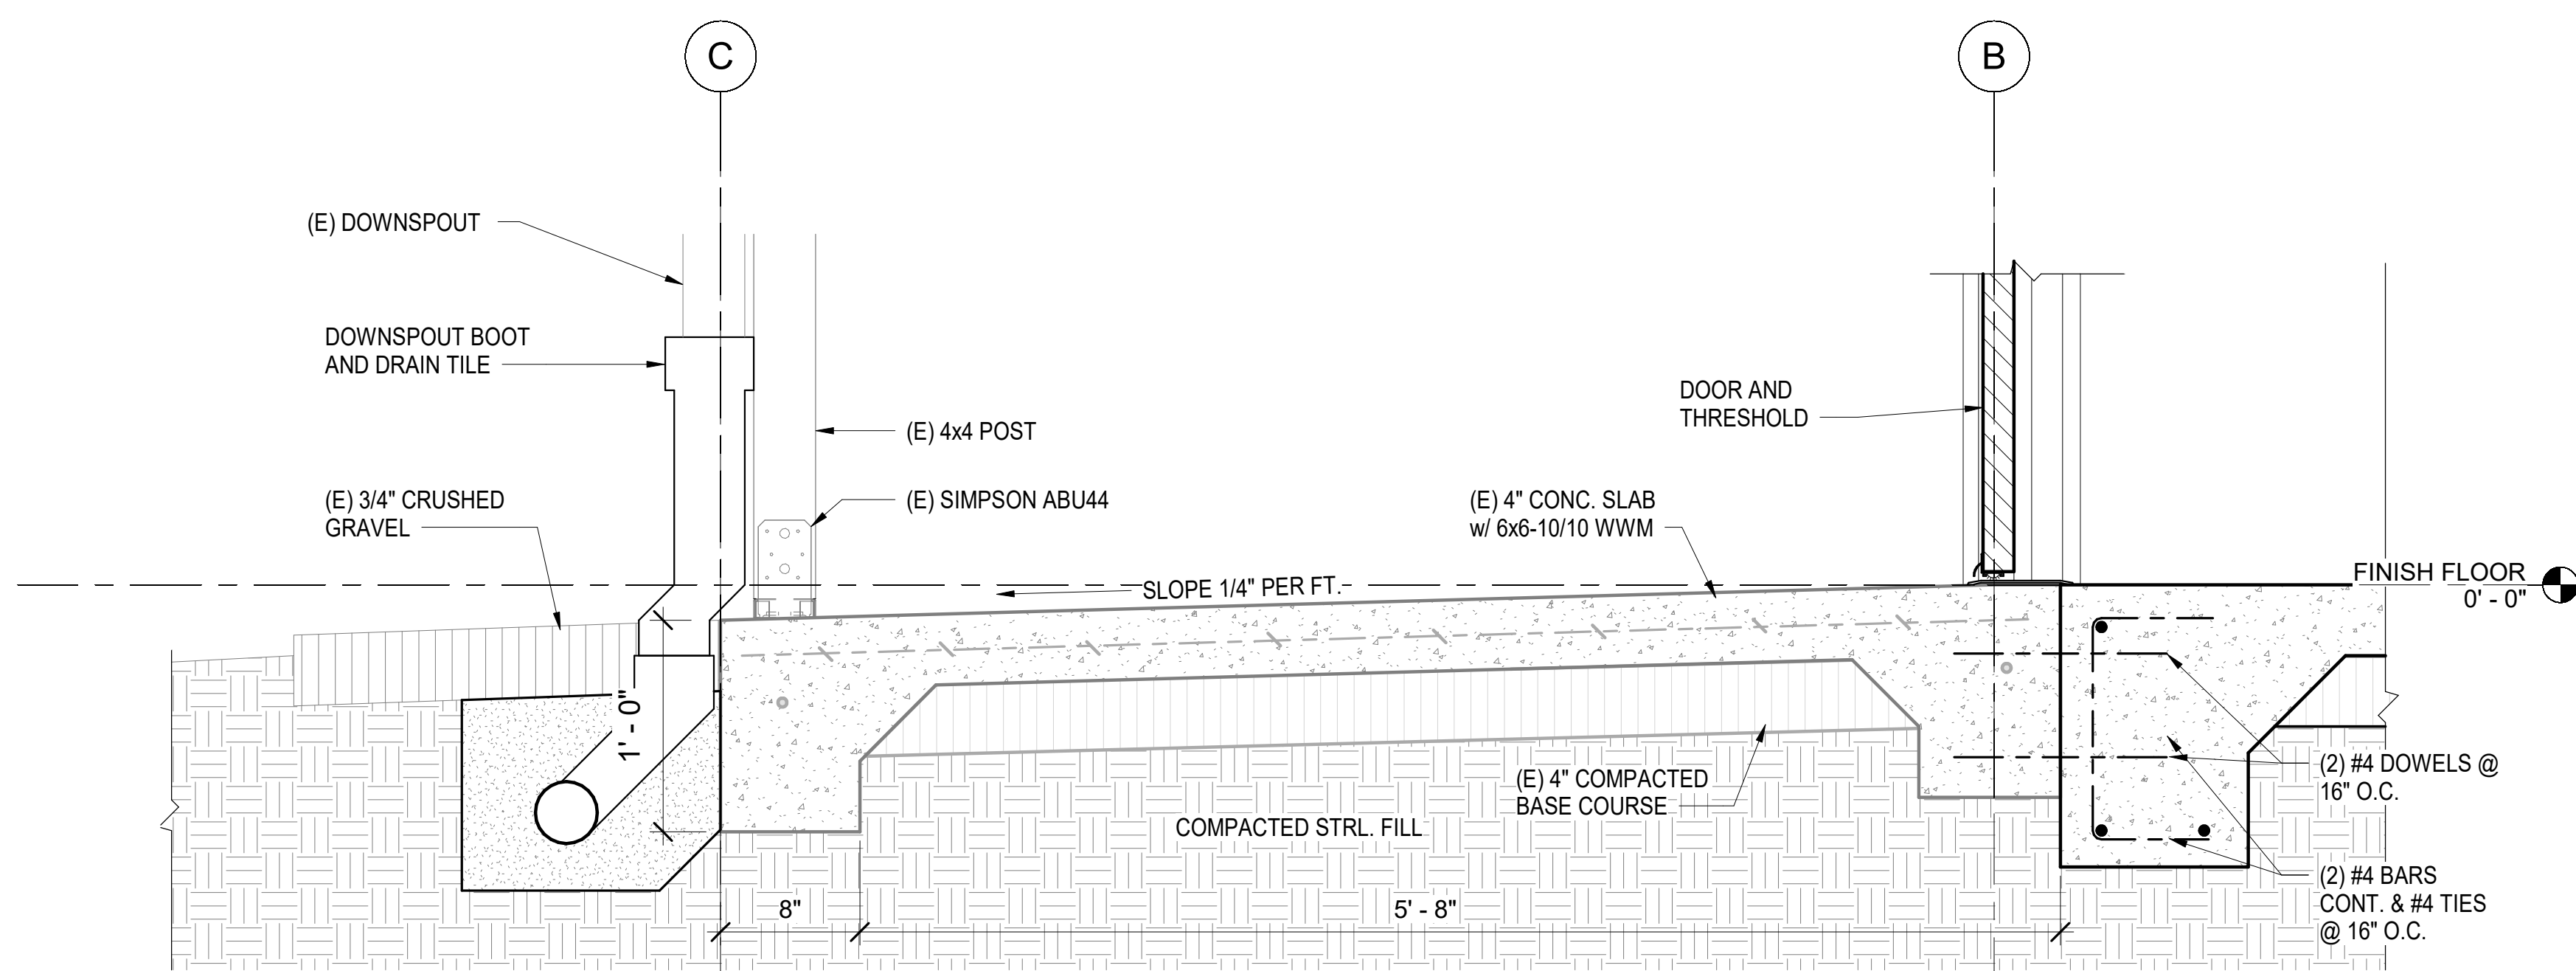 C
B
(E) DOWNSPOUT
DOWNSPOUT BOOT
AND DRAIN TILE
(E) 4x4 POST
DOOR AND
THRESHOLD
(E) 3/4" CRUSHED
GRAVEL
(E) SIMPSON ABU44
(E) 4" CONC. SLAB
w/ 6x6-10/10 WWM
SLOPE 1/4" PER FT.
FINISH FLOOR
0' - 0"
1' - 0"
(E) 4" COMPACTED
BASE COURSE
COMPACTED STRL. FILL
(2) #4 DOWELS @
16" O.C.
(2) #4 BARS
CONT. & #4 TIES
@ 16" O.C.
8"
5' - 8"